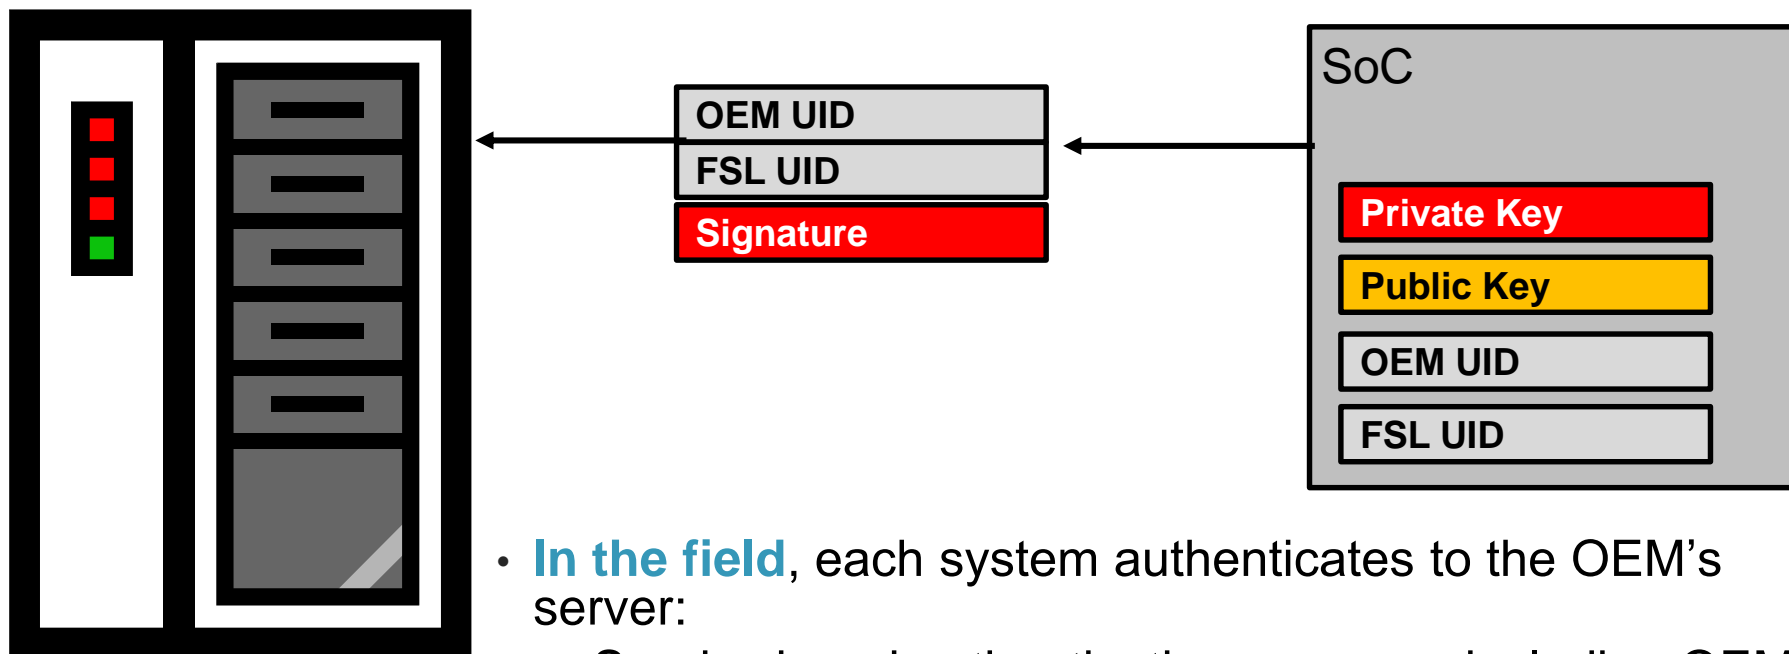 SoC
OEM UID
FSL UID
Signature
Private Key
Public Key
OEM UID
FSL UID
• In the field, each system authenticates to the OEM’s
server: